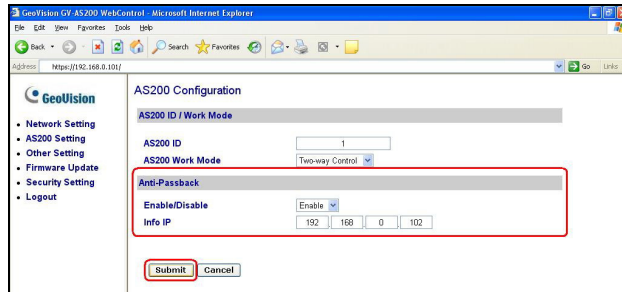 GeoVision GV-AS200 WebControl - Microsoft Internet Explorer
File Edit View Favorites Tools Help
Back Search Favorites
Address https://192.168.0.101/ Go Links
GeoVision
Network Setting
AS200 Setting
Other Setting
Firmware Update
Security Setting
Logout
AS200 Configuration
AS200 ID / Work Mode
AS200 ID 1
AS200 Work Mode Two-way Control
Anti-Passback
Enable/Disable Enable
Info IP 192 . 168 . 0 . 102
Submit Cancel